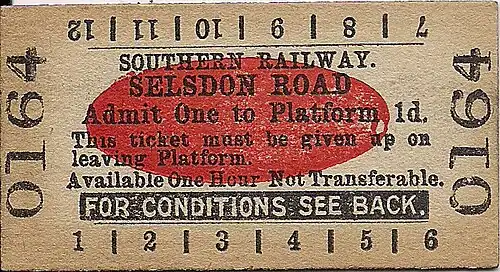 12 | 11 | 10 | 9 | 8 | 7
SOUTHERN RAILWAY.
SELSDON ROAD
Admit One to Platform 1d.
This ticket must be given up on
leaving Platform.
Available One Hour Not Transferable.
FOR CONDITIONS SEE BACK.
1 | 2 | 3 | 4 | 5 | 6
0164
0164